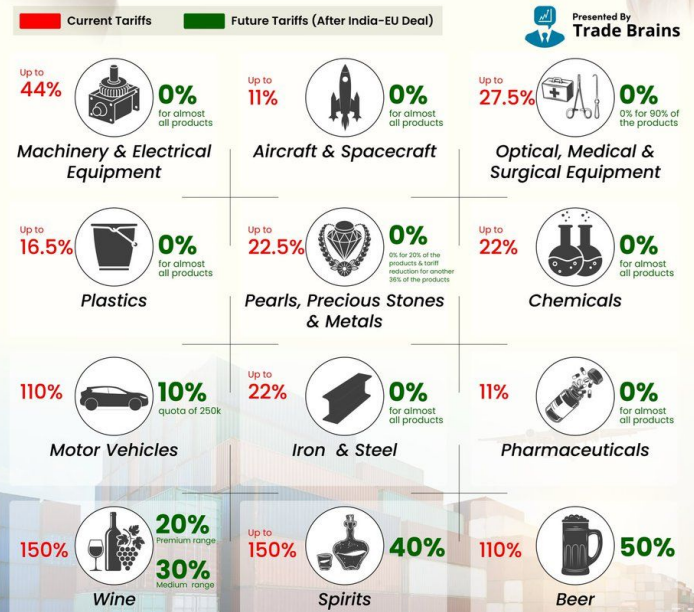 Current Tariffs
Future Tariffs (After India-EU Deal)
Presented By
Trade Brains
Up to
44%
0%
for almost
all products
Machinery & Electrical
Equipment
Up to
11%
0%
for almost
all products
Aircraft & Spacecraft
Up to
27.5%
0%
0% for 90% of
the products
Optical, Medical &
Surgical Equipment
Up to
16.5%
0%
for almost
all products
Plastics
Up to
22.5%
0%
0% for 20% of the
products & tariff
reduction for another
36% of the products
Pearls, Precious Stones
& Metals
Up to
22%
0%
for almost
all products
Chemicals
110%
10%
quota of 250k
Motor Vehicles
Up to
22%
0%
for almost
all products
Iron & Steel
11%
0%
for almost
all products
Pharmaceuticals
150%
20%
Premium range
30%
Medium range
Wine
Up to
150%
40%
Spirits
110%
50%
Beer